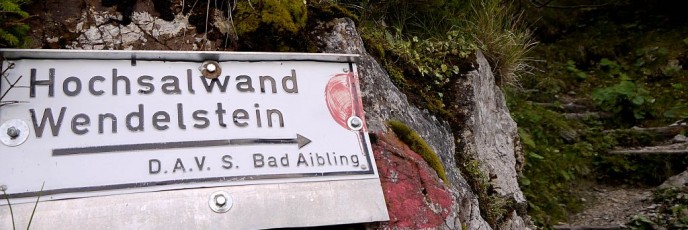 Hochsalwand
Wendelstein
D.A.V. S. Bad Aibling